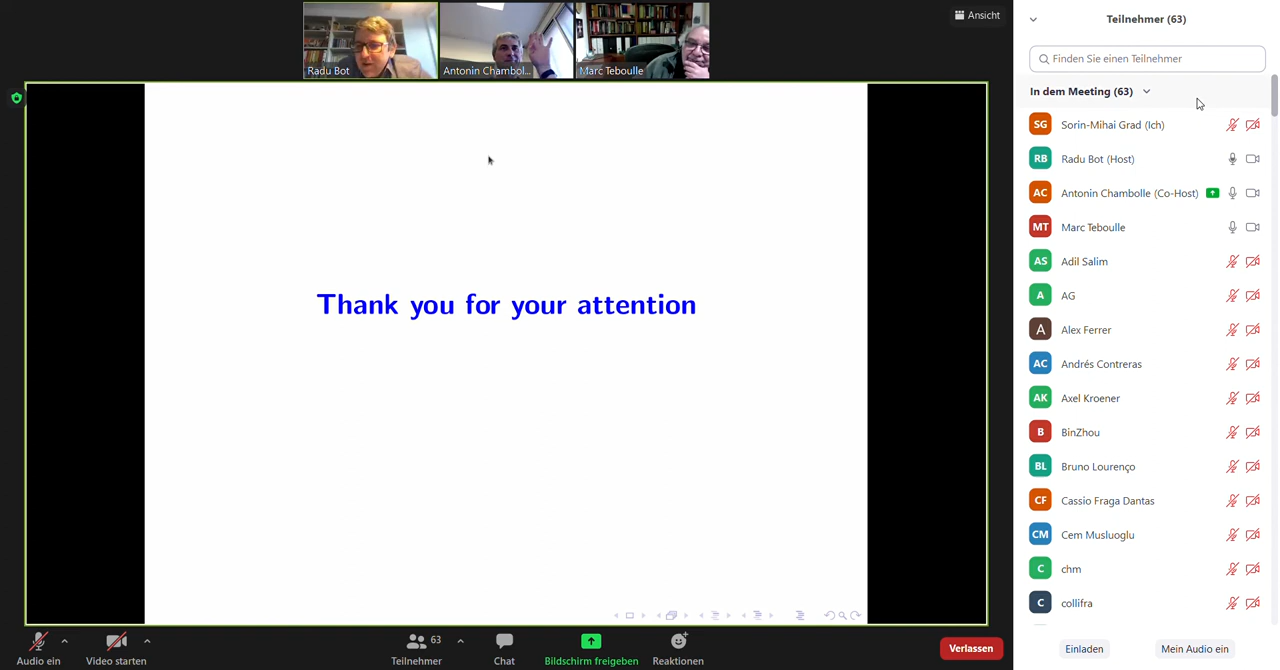 Radu Bot
Antonin Chambol...
Marc Teboulle
Ansicht
Thank you for your attention
Audio ein
Video starten
63
Teilnehmer
Chat
Bildschirm freigeben
Reaktionen
Verlassen
Teilnehmer (63)
Finden Sie einen Teilnehmer
In dem Meeting (63)
SG Sorin-Mihai Grad (Ich)
RB Radu Bot (Host)
AC Antonin Chambolle (Co-Host)
MT Marc Teboulle
AS Adil Salim
A AG
A Alex Ferrer
AC Andrés Contreras
AK Axel Kroener
B BinZhou
BL Bruno Lourenço
CF Cassio Fraga Dantas
CM Cem Musluoglu
C chm
C collifra
Einladen
Mein Audio ein